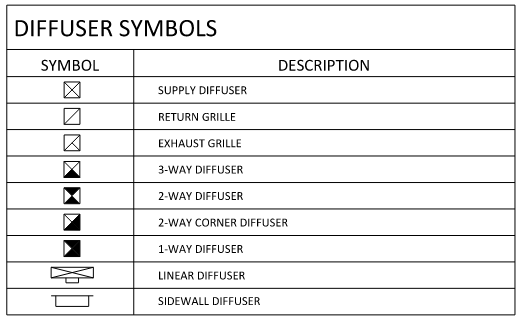 DIFFUSER SYMBOLS
SYMBOL DESCRIPTION
SUPPLY DIFFUSER
RETURN GRILLE
EXHAUST GRILLE
3-WAY DIFFUSER
2-WAY DIFFUSER
2-WAY CORNER DIFFUSER
1-WAY DIFFUSER
LINEAR DIFFUSER
SIDEWALL DIFFUSER